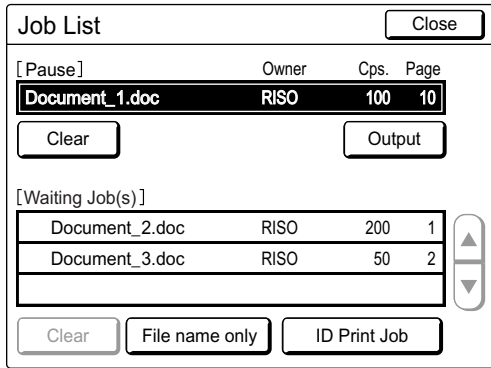 Job List Close
[Pause] Owner Cps. Page
Document_1.doc RISO 100 10
Clear Output
[Waiting Job(s)]
Document_2.doc RISO 200 1
Document_3.doc RISO 50 2
Clear File name only ID Print Job